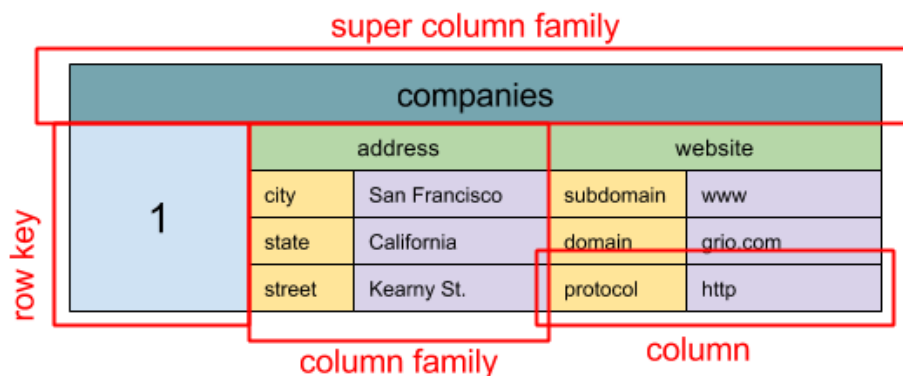 super column family
companies
address website
city San Francisco subdomain www
1
state California domain grio.com
street Kearny St. protocol http
row key
column family column